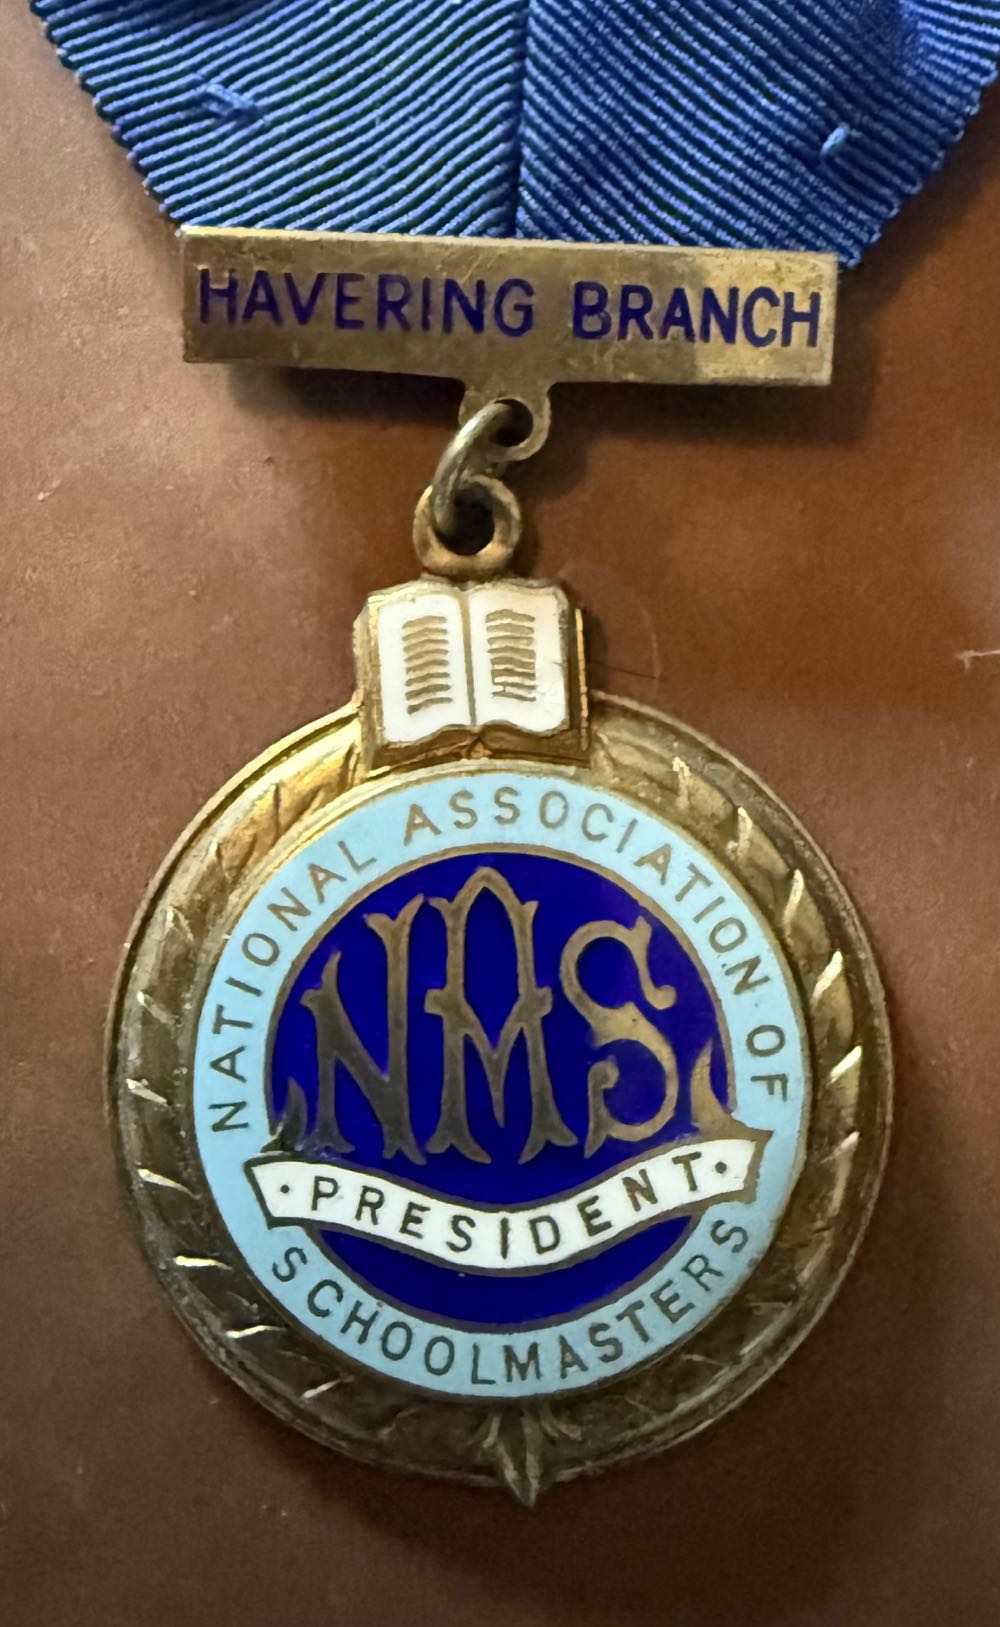 HAVERING BRANCH
NATIONAL ASSOCIATION OF
NAS
·PRESIDENT·
SCHOOLMASTERS